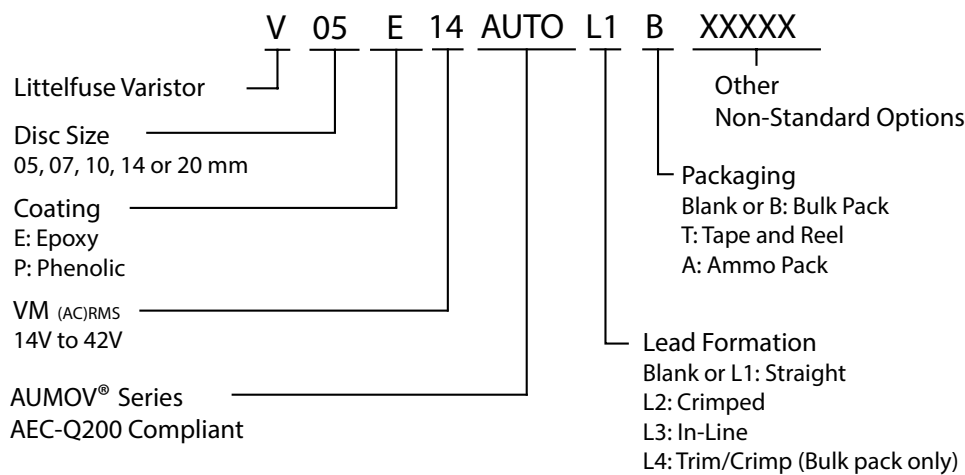 V 05 E 14 AUTO L1 B XXXXX
Littelfuse Varistor
Disc Size
05, 07, 10, 14 or 20 mm
Coating
E: Epoxy
P: Phenolic
VM (AC)RMS
14V to 42V
AUMOV® Series
AEC-Q200 Compliant
Other
Non-Standard Options
Packaging
Blank or B: Bulk Pack
T: Tape and Reel
A: Ammo Pack
Lead Formation
Blank or L1: Straight
L2: Crimped
L3: In-Line
L4: Trim/Crimp (Bulk pack only)